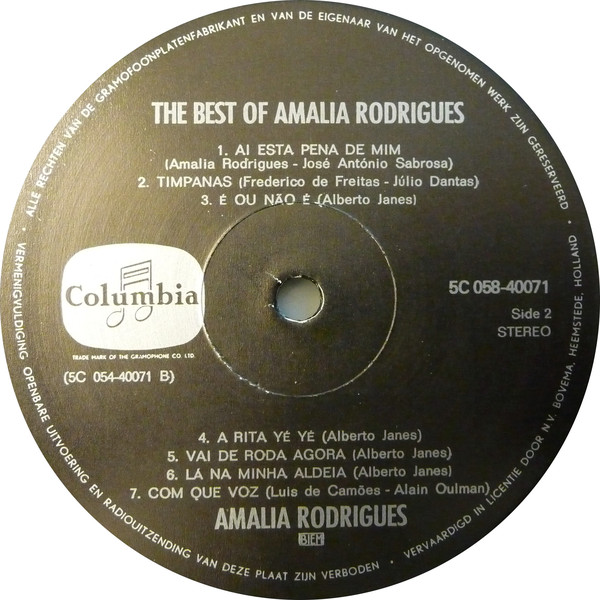 ALLE RECHTEN VAN DE GRAMOFOONPLATENFABRIKANT EN VAN DE EIGENAAR VAN HET OPGENOMEN WERK ZIJN GERESERVEERD •
THE BEST OF AMALIA RODRIGUES
1. AI ESTA PENA DE MIM
(Amalia Rodrigues - José António Sabrosa)
2. TIMPANAS (Frederico de Freitas - Júlio Dantas)
3. É OU NÃO É (Alberto Janes)
Columbia
TRADE MARK OF THE GRAMOPHONE CO. LTD.
(5C 054-40071 B)
5C 058-40071
Side 2
STEREO
4. A RITA YÉ YÉ (Alberto Janes)
5. VAI DE RODA AGORA (Alberto Janes)
6. LÁ NA MINHA ALDEIA (Alberto Janes)
7. COM QUE VOZ (Luis de Camões - Alain Oulman)
AMALIA RODRIGUES
BIEM
VERMENIGVULDIGING OPENBARE UITVOERING EN RADIOUITZENDING VAN DEZE PLAAT ZIJN VERBODEN •
VERVAARDIGD IN LICENTIE DOOR N.V. BOVEMA, HEEMSTEDE, HOLLAND •